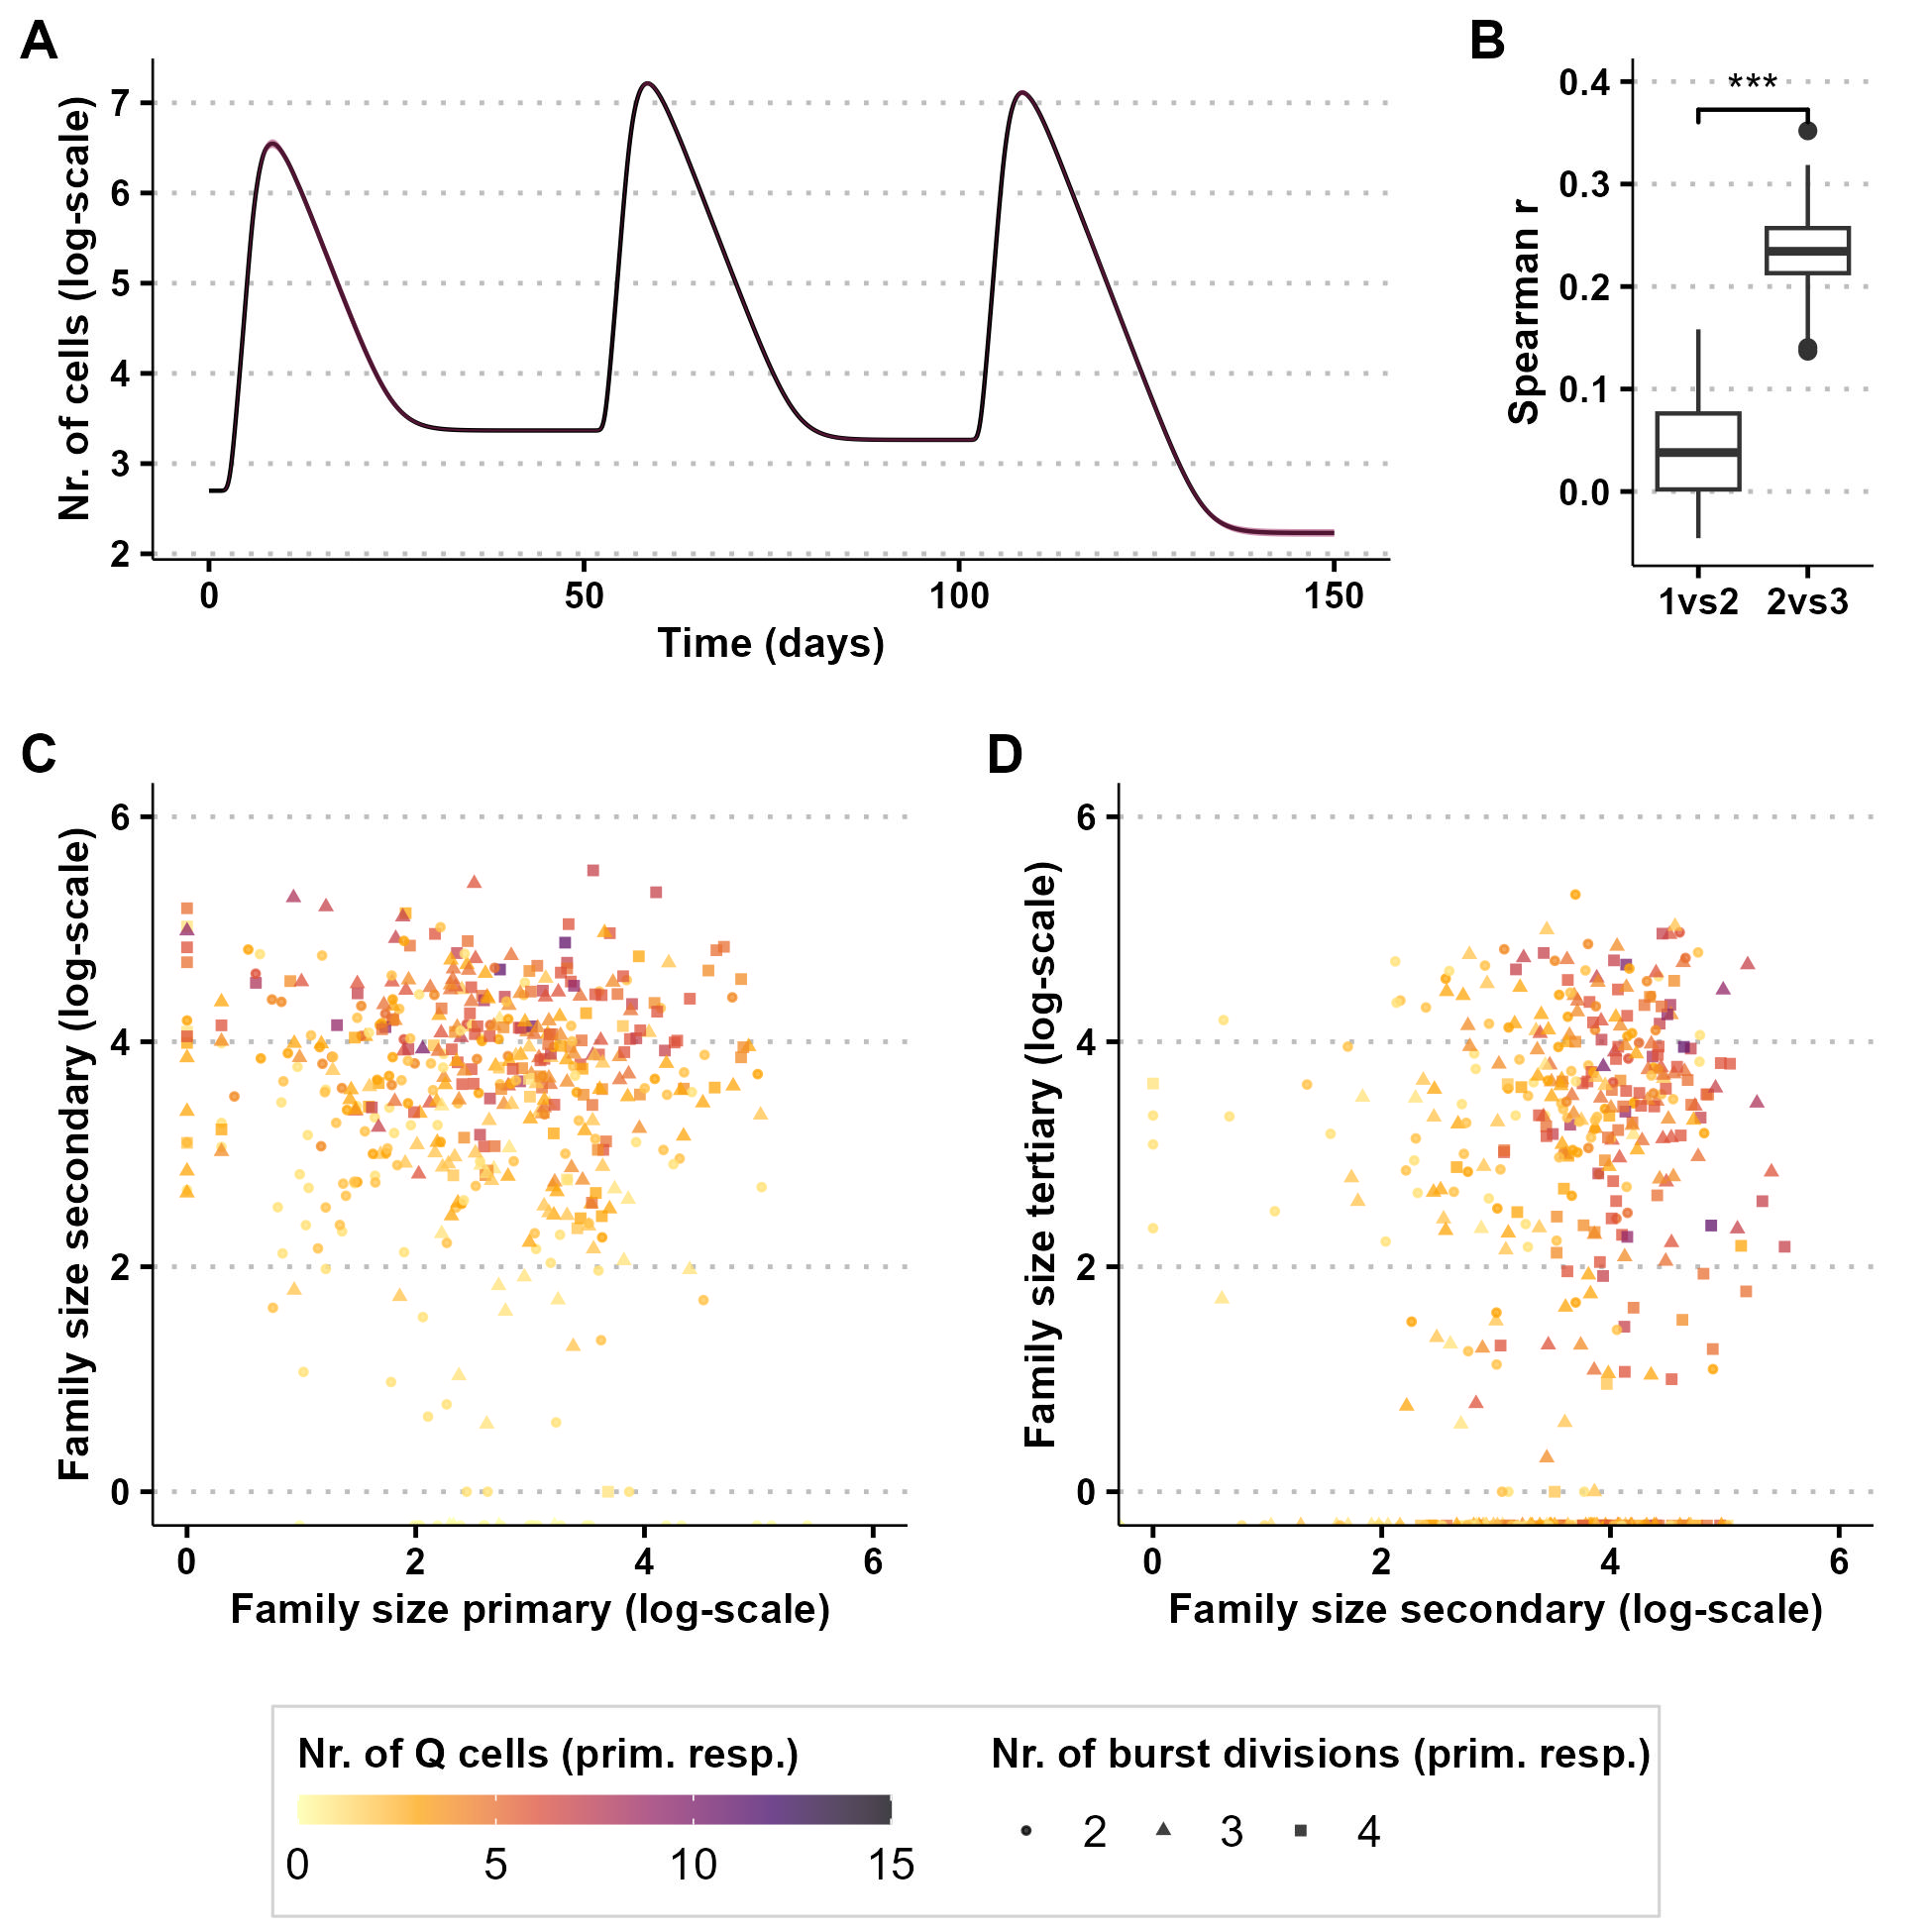 A
B
Nr. of cells (log-scale)
7
6
5
4
3
2
0
50
100
150
Time (days)
Spearman r
0.4
0.3
0.2
0.1
0.0
***
1vs2
2vs3
C
D
Family size secondary (log-scale)
6
4
2
0
0
2
4
6
Family size primary (log-scale)
Family size tertiary (log-scale)
6
4
2
0
0
2
4
6
Family size secondary (log-scale)
Nr. of Q cells (prim. resp.)
0
5
10
15
Nr. of burst divisions (prim. resp.)
2
3
4